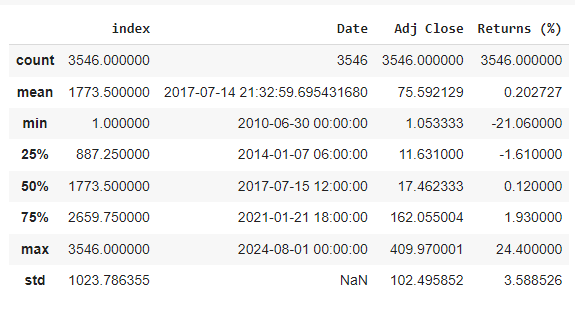 index Date Adj Close Returns (%)
count 3546.000000 3546 3546.000000 3546.000000
mean 1773.500000 2017-07-14 21:32:59.695431680 75.592129 0.202727
min 1.000000 2010-06-30 00:00:00 1.053333 -21.060000
25% 887.250000 2014-01-07 06:00:00 11.631000 -1.610000
50% 1773.500000 2017-07-15 12:00:00 17.462333 0.120000
75% 2659.750000 2021-01-21 18:00:00 162.055004 1.930000
max 3546.000000 2024-08-01 00:00:00 409.970001 24.400000
std 1023.786355 NaN 102.495852 3.588526